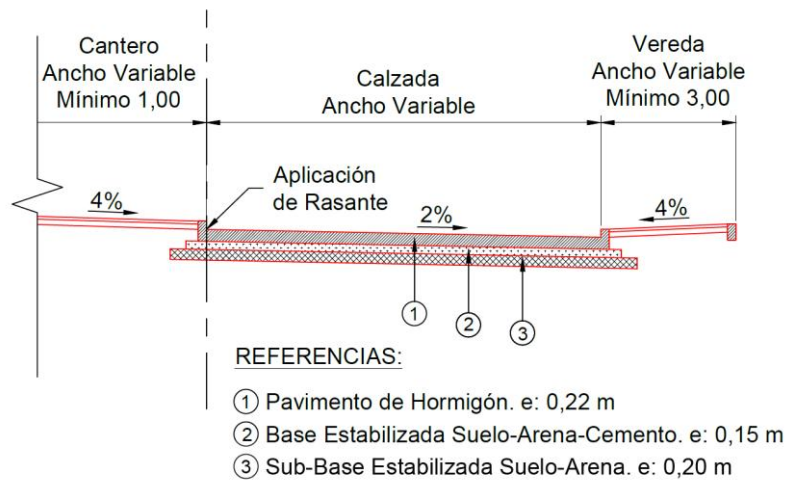 Cantero
Ancho Variable
Mínimo 1,00
Calzada
Ancho Variable
Vereda
Ancho Variable
Mínimo 3,00
Aplicación
de Rasante
4%
2%
4%
1
2
3
REFERENCIAS:
1 Pavimento de Hormigón. e: 0,22 m
2 Base Estabilizada Suelo-Arena-Cemento. e: 0,15 m
3 Sub-Base Estabilizada Suelo-Arena. e: 0,20 m